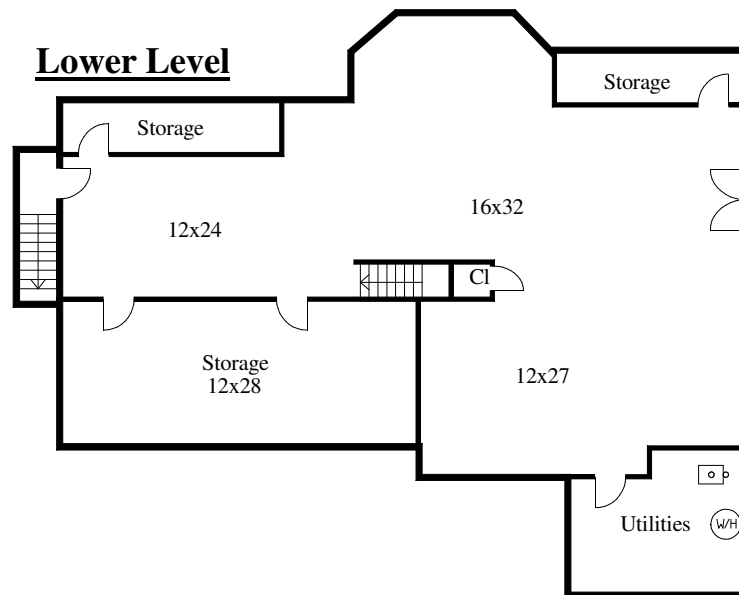 Lower Level
Storage
Storage
16x32
12x24
Cl
Storage
12x28
12x27
Utilities
W/H